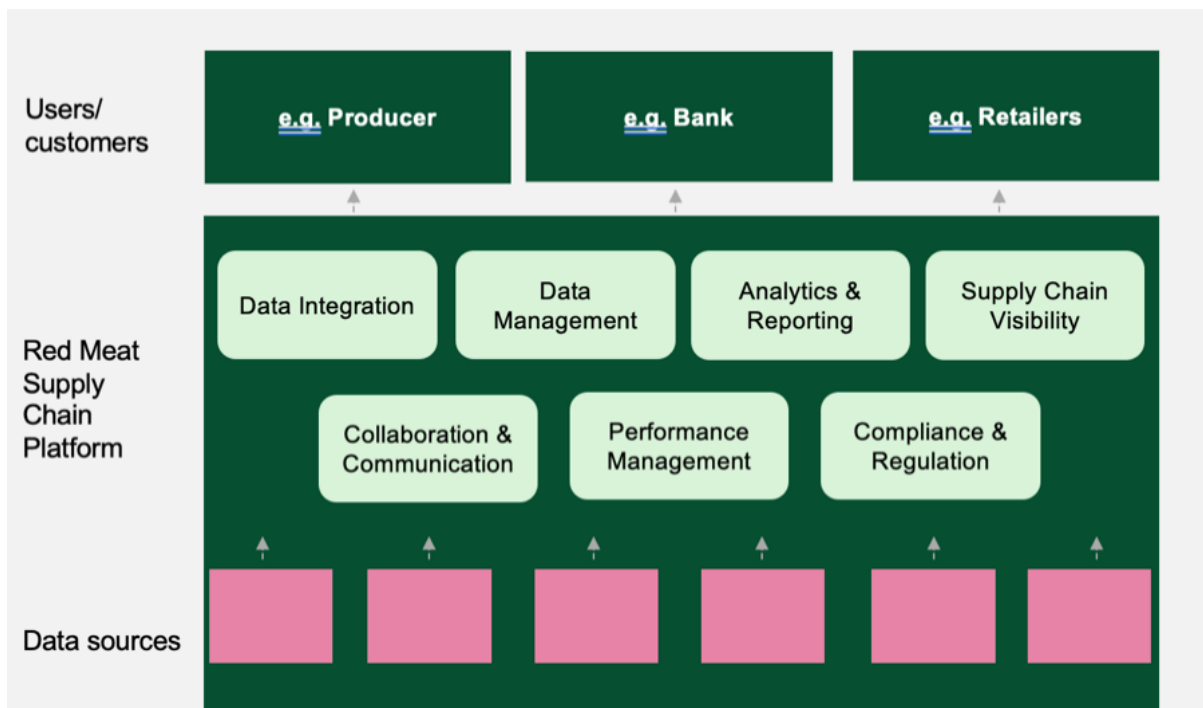 Users/
customers
e.g. Producer
e.g. Bank
e.g. Retailers
Red Meat
Supply
Chain
Platform
Data Integration
Data
Management
Analytics &
Reporting
Supply Chain
Visibility
Collaboration &
Communication
Performance
Management
Compliance &
Regulation
Data sources